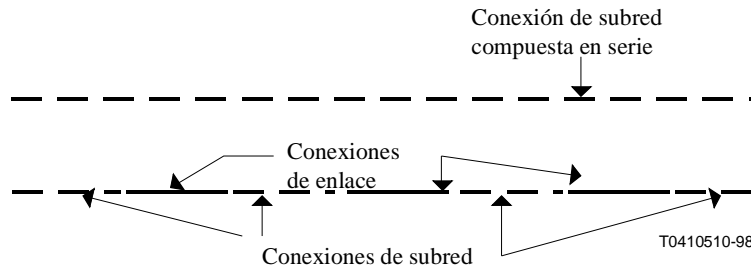 Conexión de subred
compuesta en serie
Conexiones
de enlace
Conexiones de subred
T0410510-98